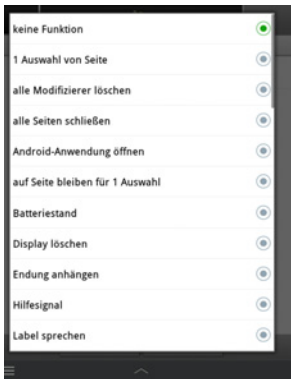 keine Funktion
1 Auswahl von Seite
alle Modifizierer löschen
alle Seiten schließen
Android-Anwendung öffnen
auf Seite bleiben für 1 Auswahl
Batteriestand
Display löschen
Endung anhängen
Hilfesignal
Label sprechen